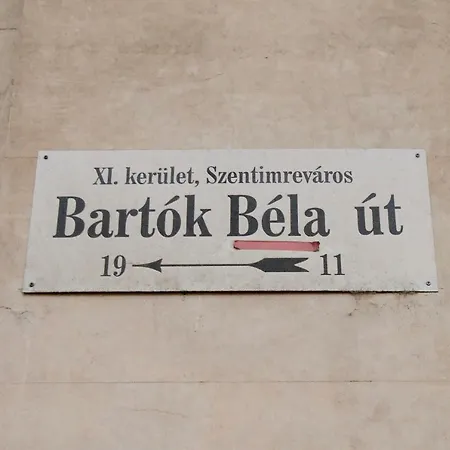 XI. kerület, Szentimreváros
Bartók Béla út
19 11